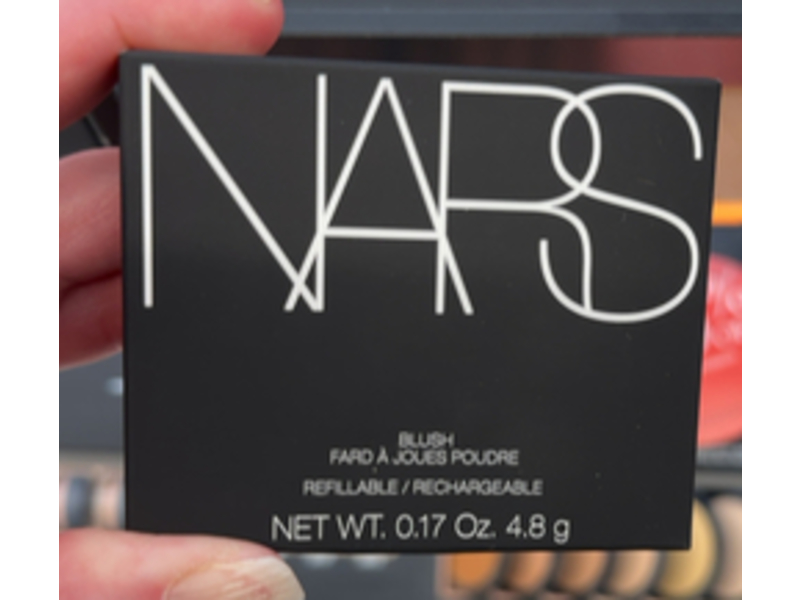 NARS
BLUSH
FARD À JOUES POUDRE
REFILLABLE / RECHARGEABLE
NET WT. 0.17 Oz. 4.8 g